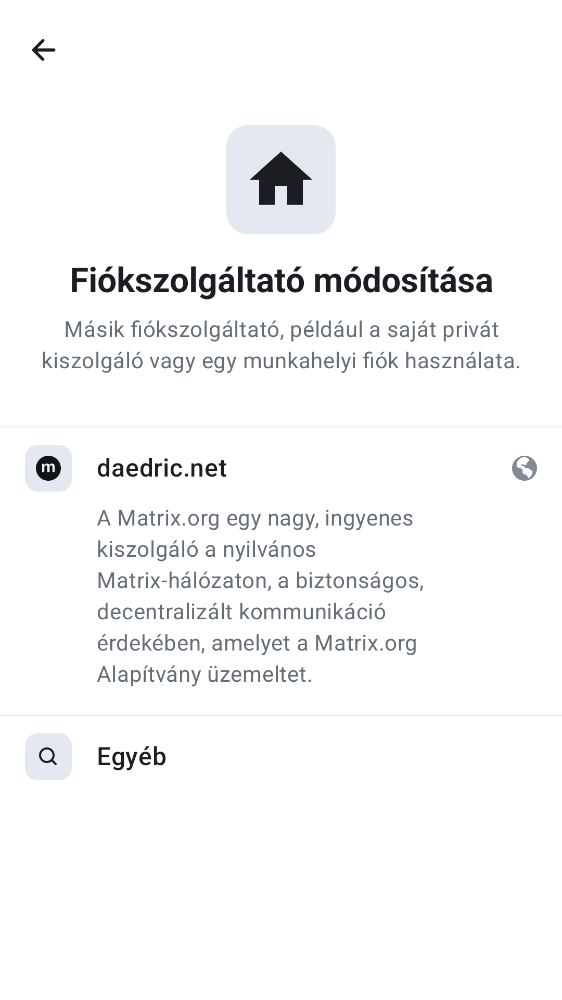 Fiókszolgáltató módosítása
Másik fiókszolgáltató, például a saját privát
kiszolgáló vagy egy munkahelyi fiók használata.
m
daedric.net
A Matrix.org egy nagy, ingyenes
kiszolgáló a nyilvános
Matrix-hálózaton, a biztonságos,
decentralizált kommunikáció
érdekében, amelyet a Matrix.org
Alapítvány üzemeltet.
Egyéb